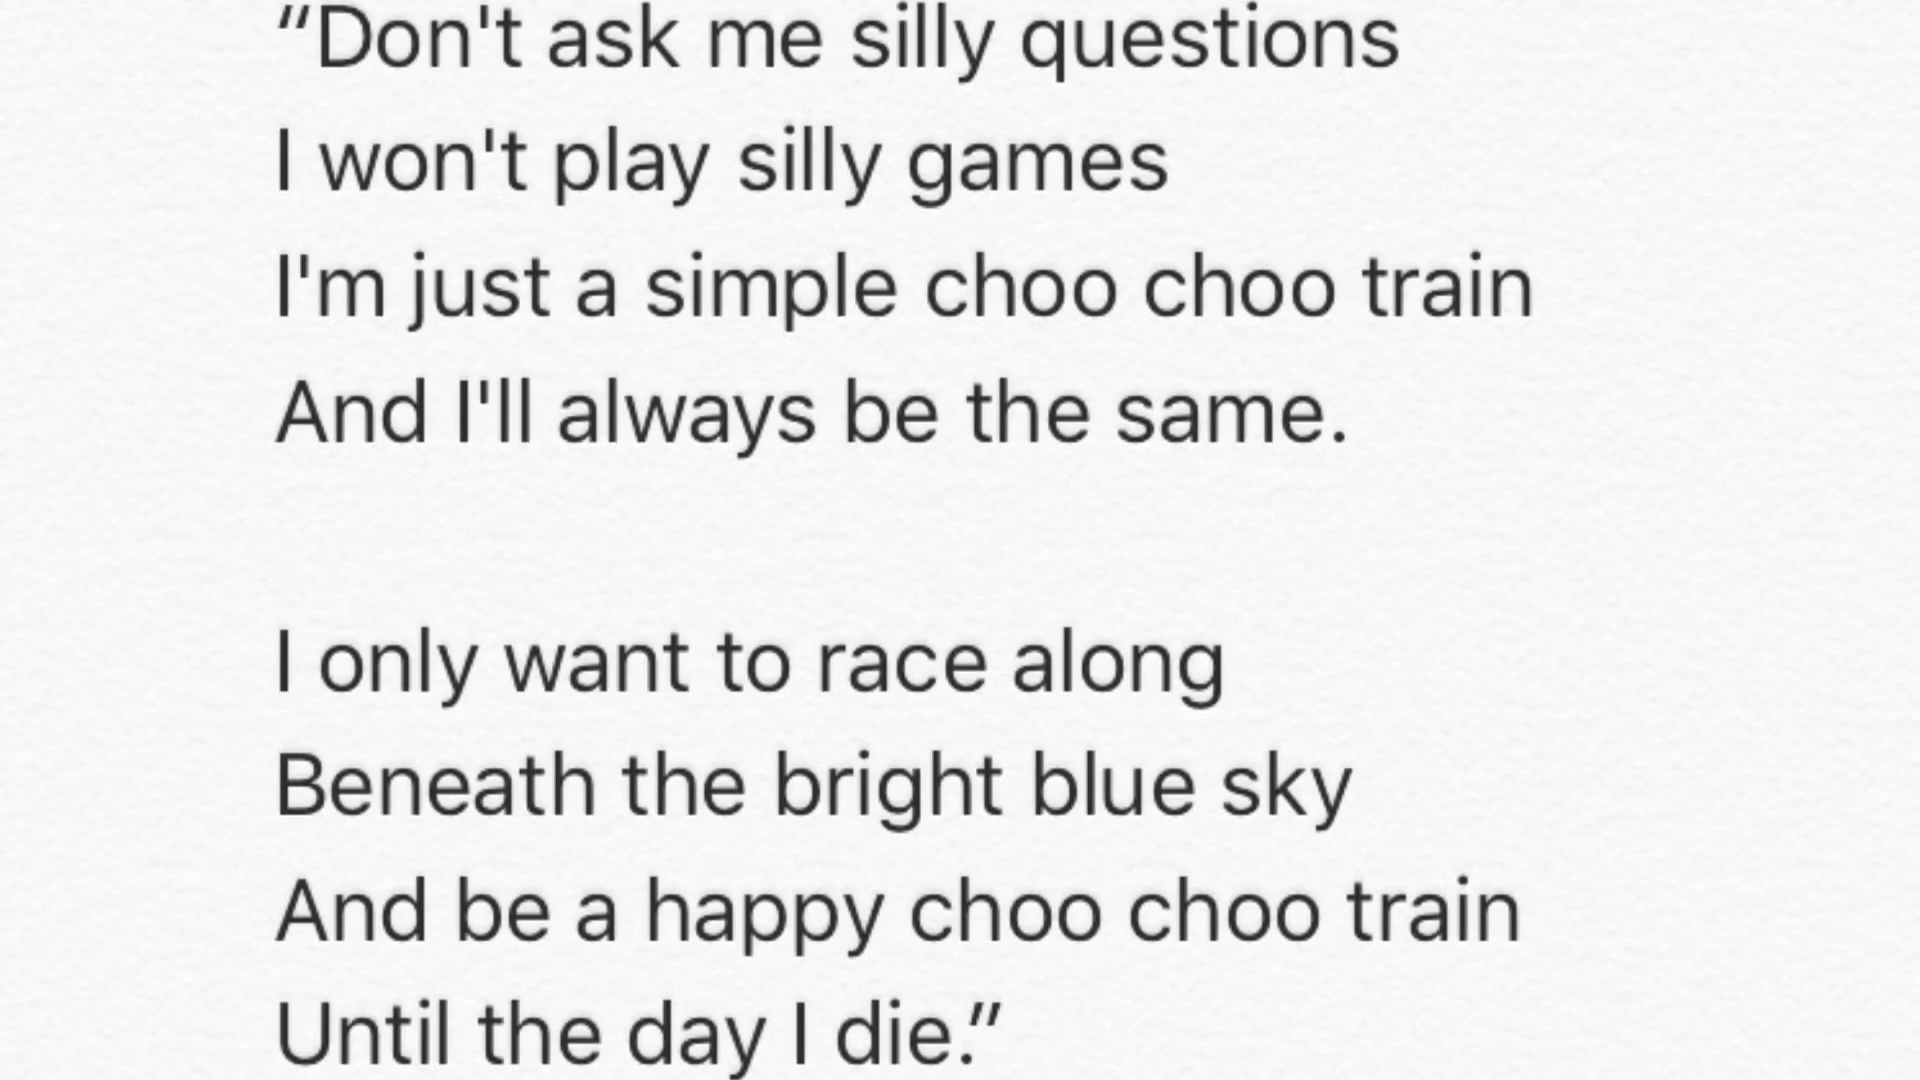 “Don't ask me silly questions
I won't play silly games
I'm just a simple choo choo train
And I'll always be the same.
I only want to race along
Beneath the bright blue sky
And be a happy choo choo train
Until the day I die.”